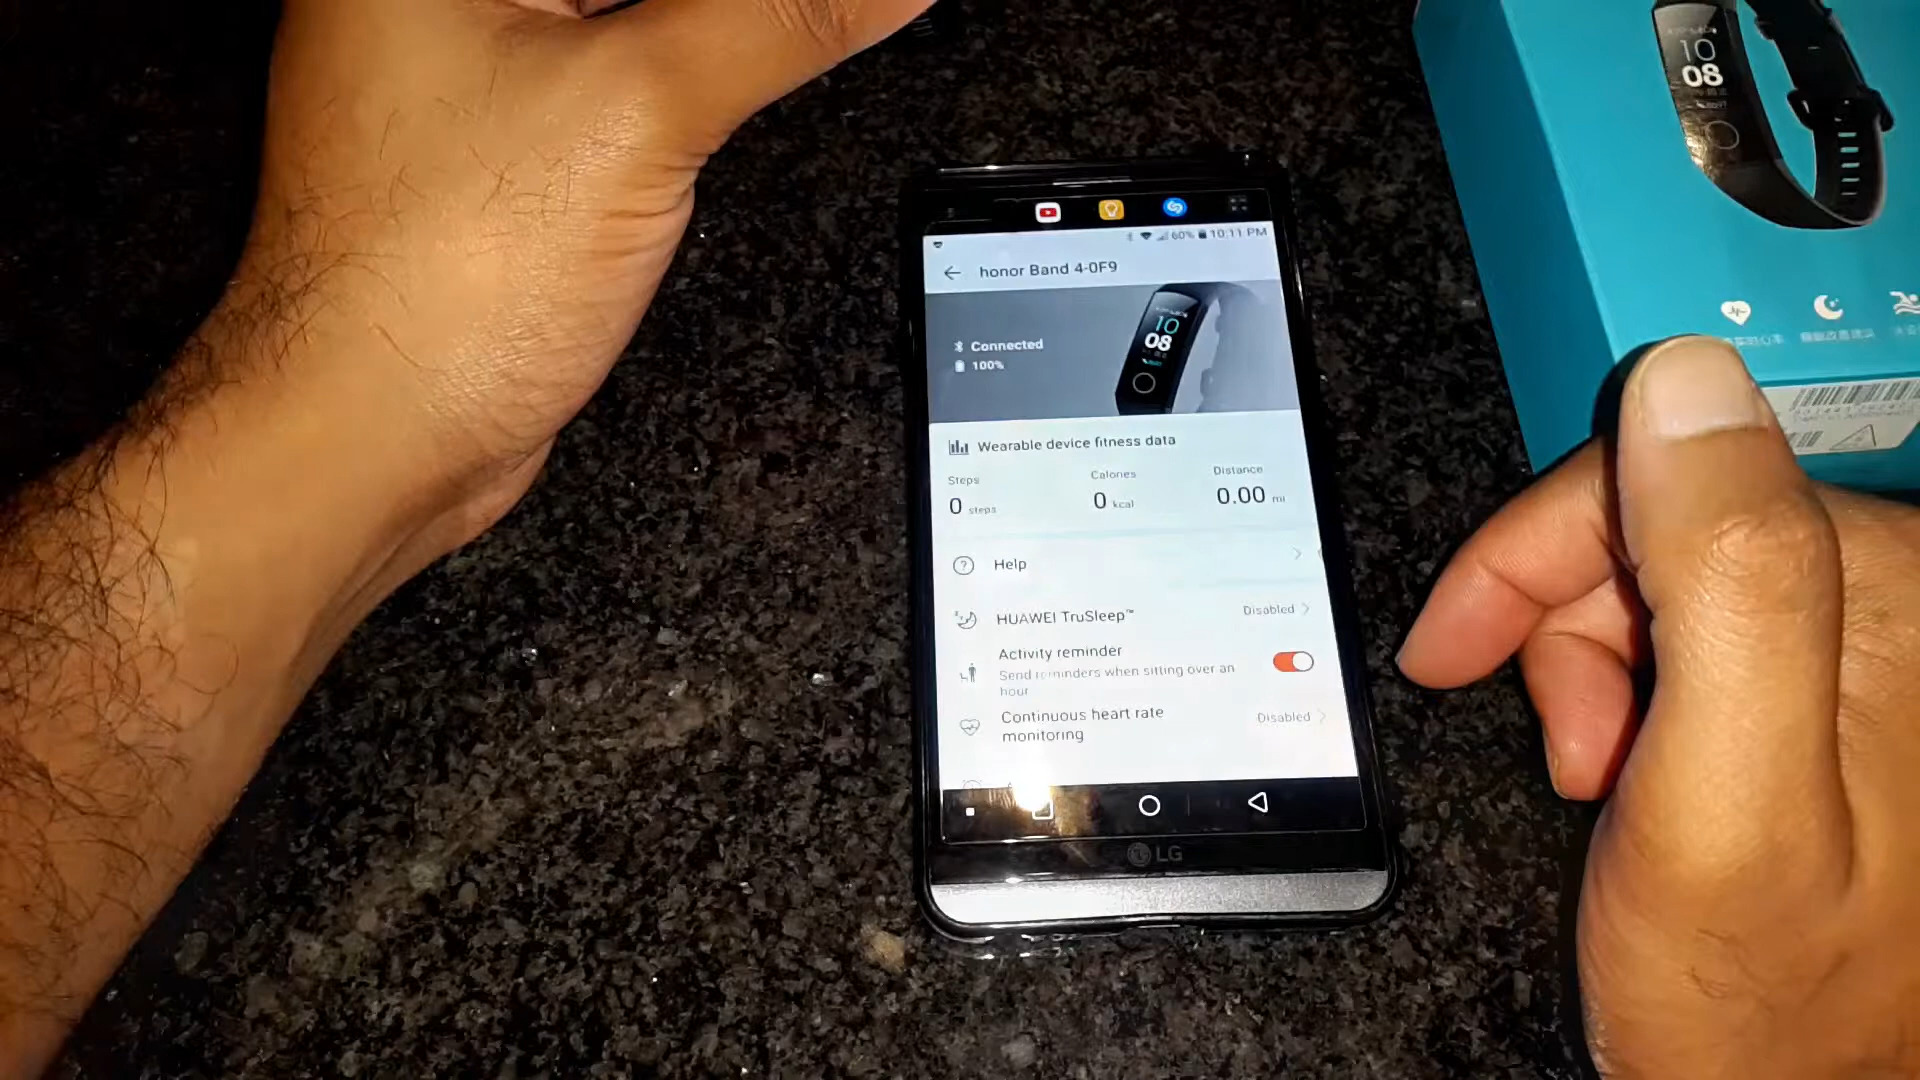 60% 10:11 PM
honor Band 4-0F9
Connected
100%
10
08
Wearable device fitness data
Steps
Calories
Distance
0 steps
0 kcal
0.00 mi
Help
HUAWEI TruSleep™
Disabled
Activity reminder
Send reminders when sitting over an
hour
Continuous heart rate
monitoring
Disabled
LG
10
08